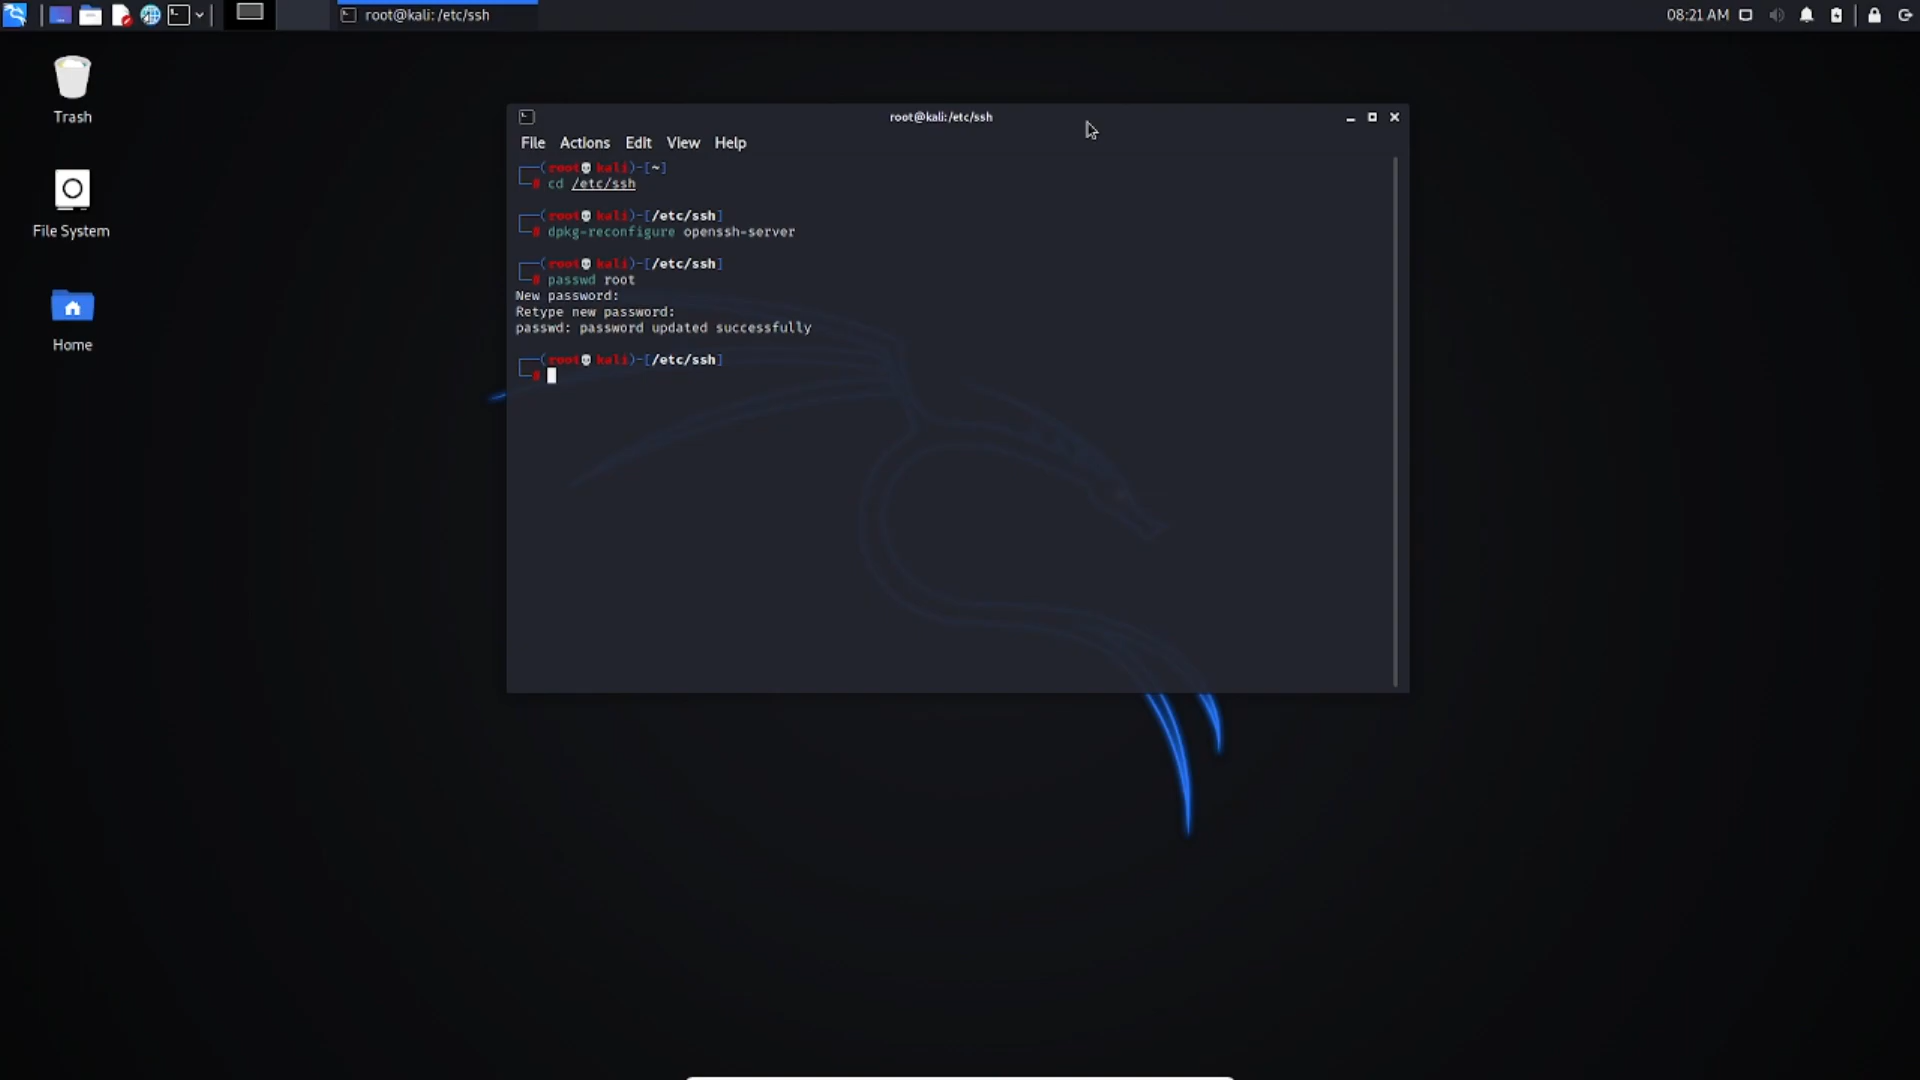 root@kali: /etc/ssh
08:21 AM
Trash
File System
Home
root@kali:/etc/ssh
File Actions Edit View Help
┌──(root💀kali)-[~]
└─# cd /etc/ssh
┌──(root💀kali)-[/etc/ssh]
└─# dpkg-reconfigure openssh-server
┌──(root💀kali)-[/etc/ssh]
└─# passwd root
New password:
Retype new password:
passwd: password updated successfully
┌──(root💀kali)-[/etc/ssh]
└─#